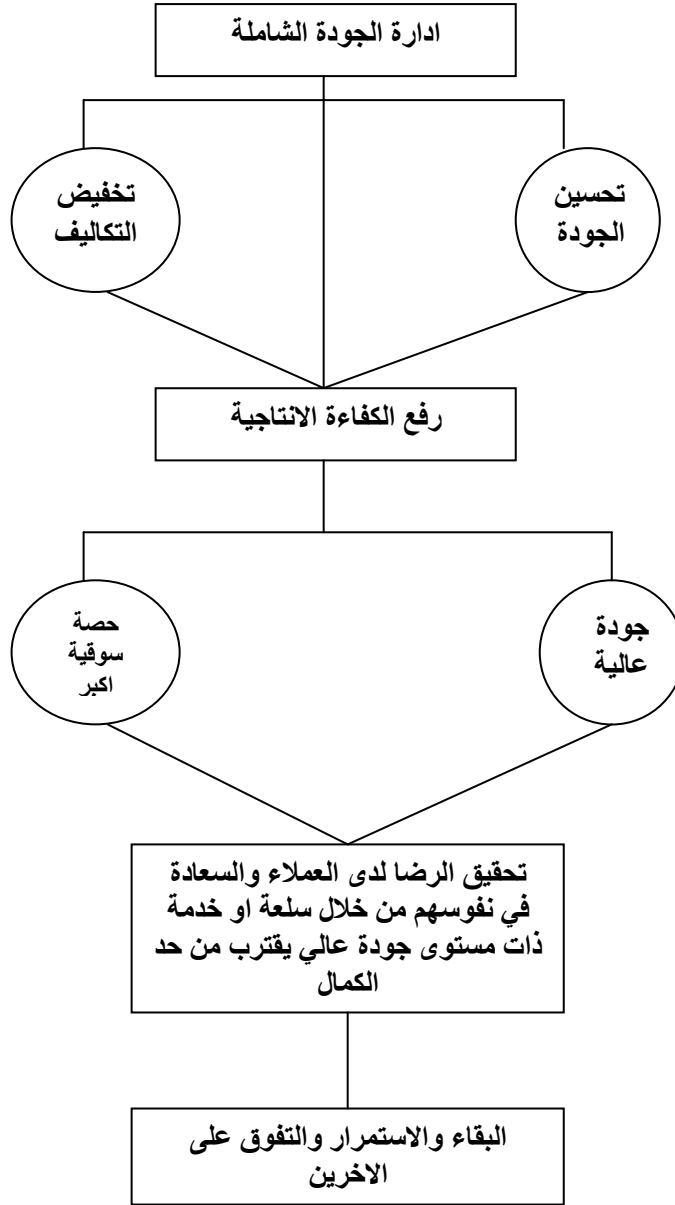 ادارة الجودة الشاملة
تحسين
الجودة
تخفيض
التكاليف
رفع الكفاءة الانتاجية
جودة
عالية
حصة
سوقية
اكبر
تحقيق الرضا لدى العملاء والسعادة
في نفوسهم من خلال سلعة او خدمة
ذات مستوى جودة عالي يقترب من حد
الكمال
البقاء والاستمرار والتفوق على
الاخرين